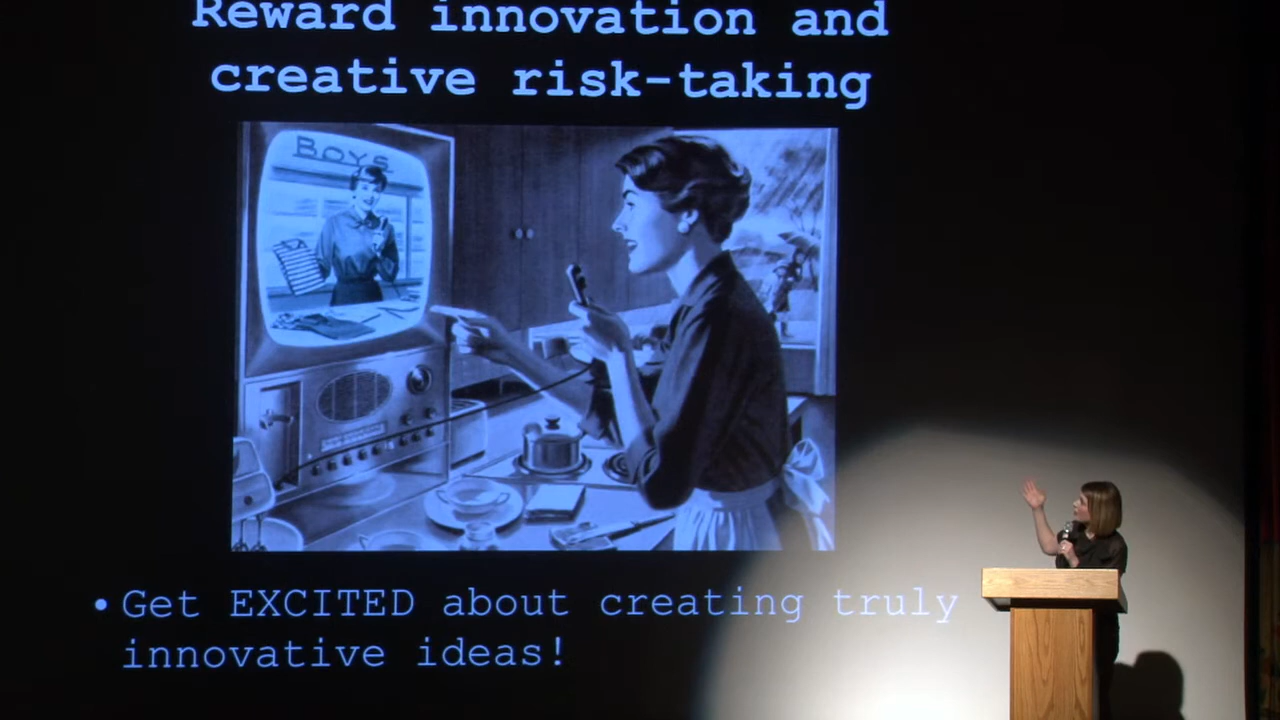 Reward innovation and
creative risk-taking
BOYS
• Get EXCITED about creating truly
innovative ideas!